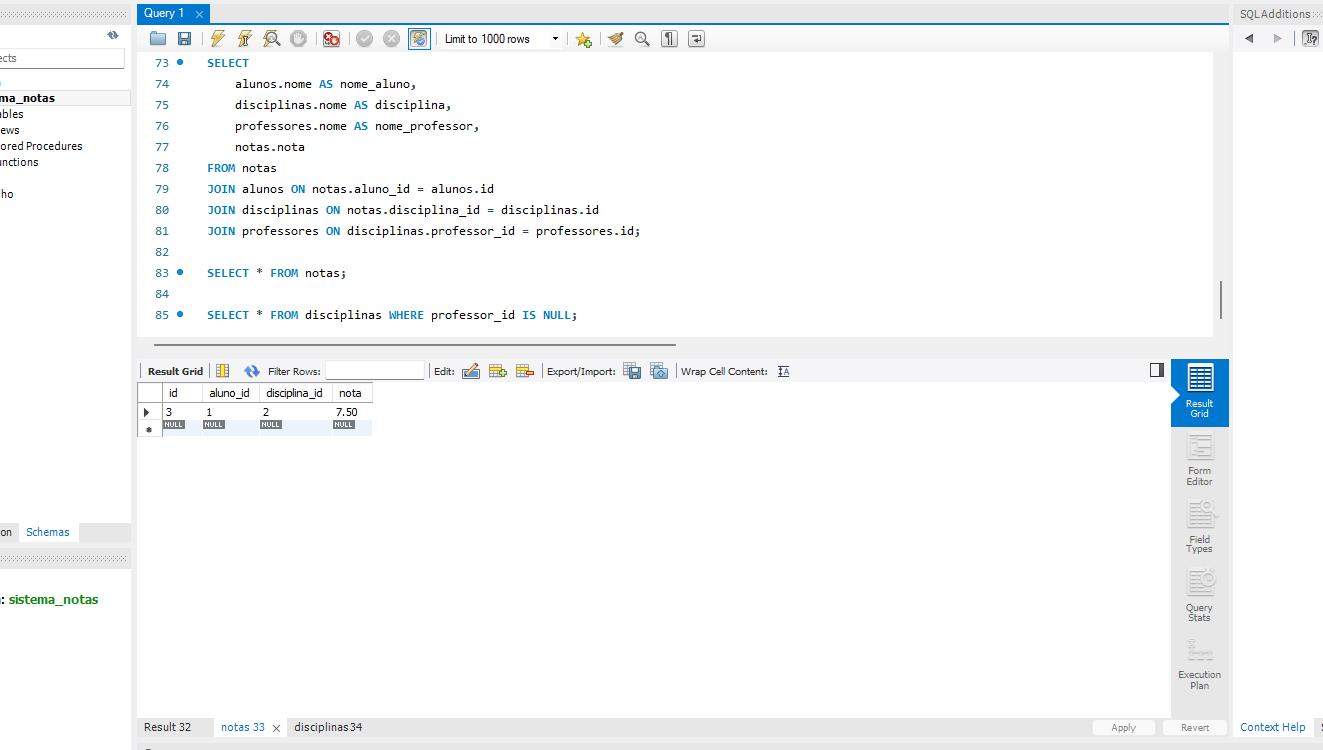 Query 1
SQLAdditions
ects
Limit to 1000 rows
ma_notas
ables
ews
ored Procedures
unctions
ho
73 SELECT
74 alunos.nome AS nome_aluno,
75 disciplinas.nome AS disciplina,
76 professores.nome AS nome_professor,
77 notas.nota
78 FROM notas
79 JOIN alunos ON notas.aluno_id = alunos.id
80 JOIN disciplinas ON notas.disciplina_id = disciplinas.id
81 JOIN professores ON disciplinas.professor_id = professores.id;
82
83 SELECT * FROM notas;
84
85 SELECT * FROM disciplinas WHERE professor_id IS NULL;
Result Grid Filter Rows: Edit: Export/Import: Wrap Cell Content:
id aluno_id disciplina_id nota
3 1 2 7.50
NULL NULL NULL NULL
Result
Grid
Form
Editor
Field
Types
Query
Stats
Execution
Plan
on Schemas
: sistema_notas
Result 32 notas 33 disciplinas 34 Apply Revert Context Help